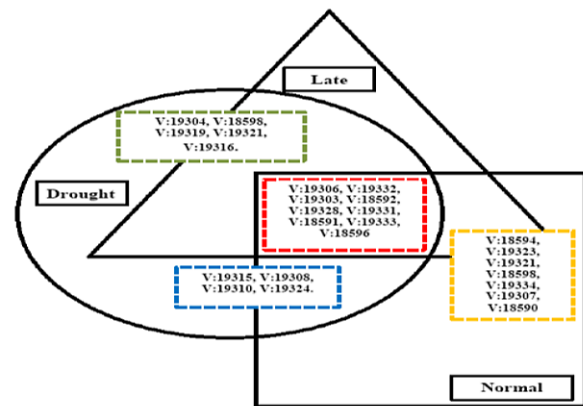 Late
V:19304, V:18598,
V:19319, V:19321,
V:19316.
Drought
V:19306, V:19332,
V:19303, V:18592,
V:19328, V:19331,
V:18591, V:19333,
V:18596
V:18594,
V:19323,
V:19321,
V:18598,
V:19334,
V:19307,
V:18590
V:19315, V:19308,
V:19310, V:19324.
Normal